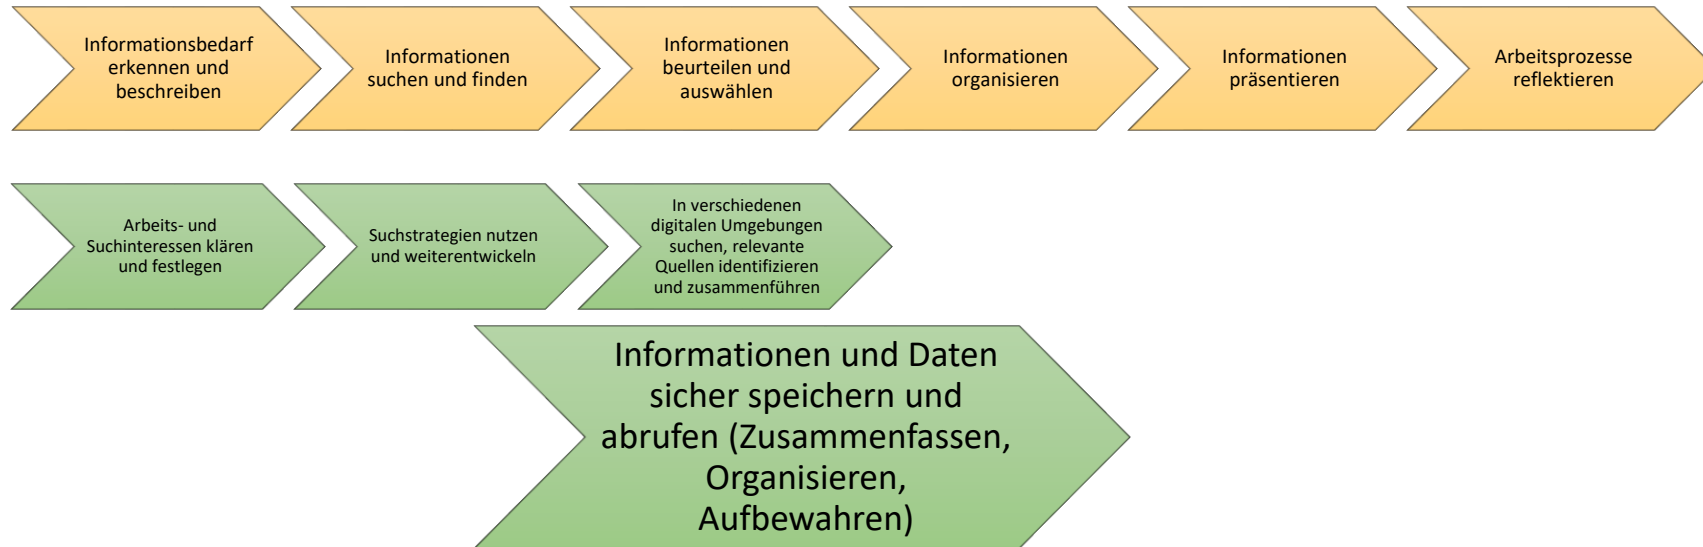 Informationsbedarf
erkennen und
beschreiben
Informationen
suchen und finden
Informationen
beurteilen und
auswählen
Informationen
organisieren
Informationen
präsentieren
Arbeitsprozesse
reflektieren
Arbeits- und
Suchinteressen klären
und festlegen
Suchstrategien nutzen
und weiterentwickeln
In verschiedenen
digitalen Umgebungen
suchen, relevante
Quellen identifizieren
und zusammenführen
Informationen und Daten
sicher speichern und
abrufen (Zusammenfassen,
Organisieren,
Aufbewahren)